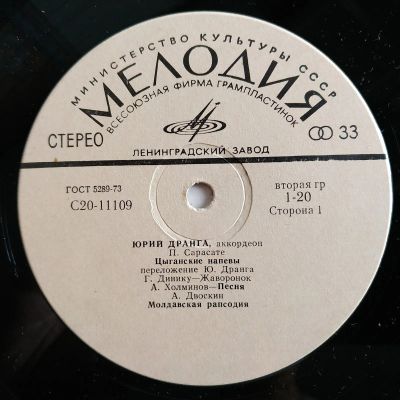 МИНИСТЕРСТВО КУЛЬТУРЫ СССР
МЕЛОДИЯ
ВСЕСОЮЗНАЯ ФИРМА ГРАМПЛАСТИНОК
СТЕРЕО
33
ЛЕНИНГРАДСКИЙ ЗАВОД
ГОСТ 5289-73
С20-11109
вторая гр
1-20
Сторона 1
ЮРИЙ ДРАНГА, аккордеон
П. Сарасате
Цыганские напевы
переложение Ю. Дранга
Г. Динику—Жаворонок
А. Холминов—Песня
А. Двоскин
Молдавская рапсодия